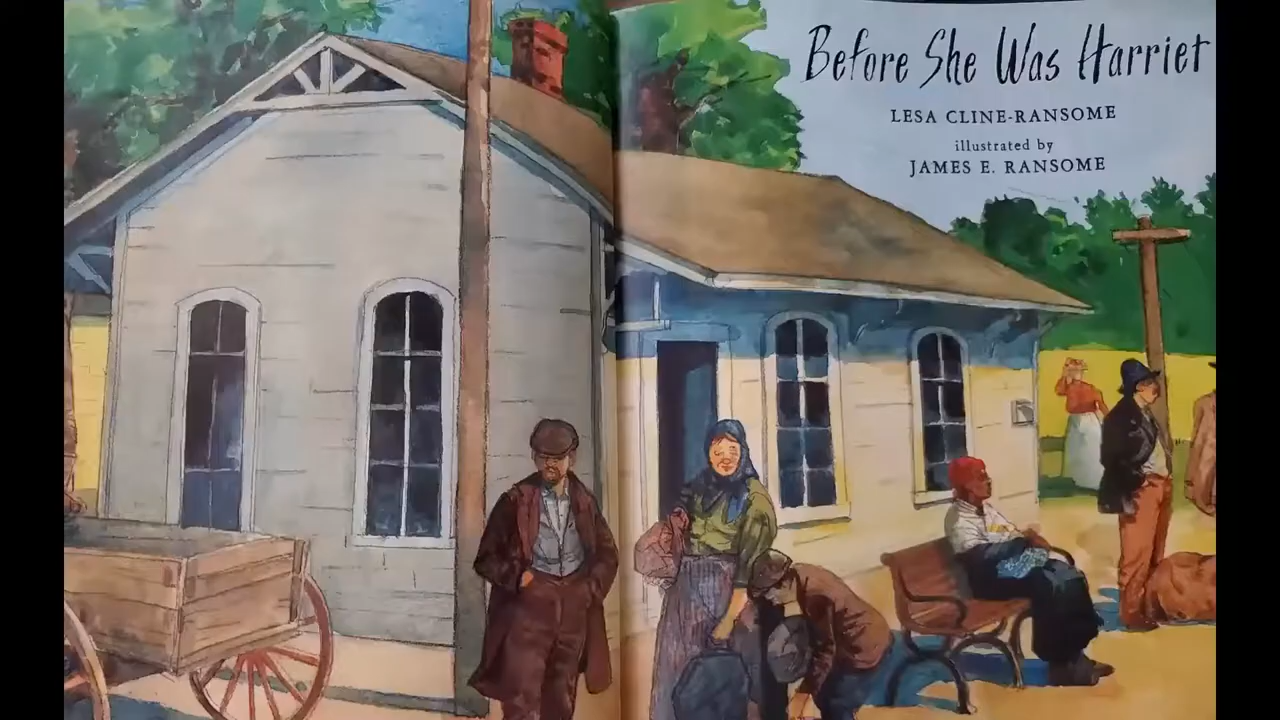 Before She Was Harriet
LESA CLINE-RANSOME
illustrated by
JAMES E. RANSOME